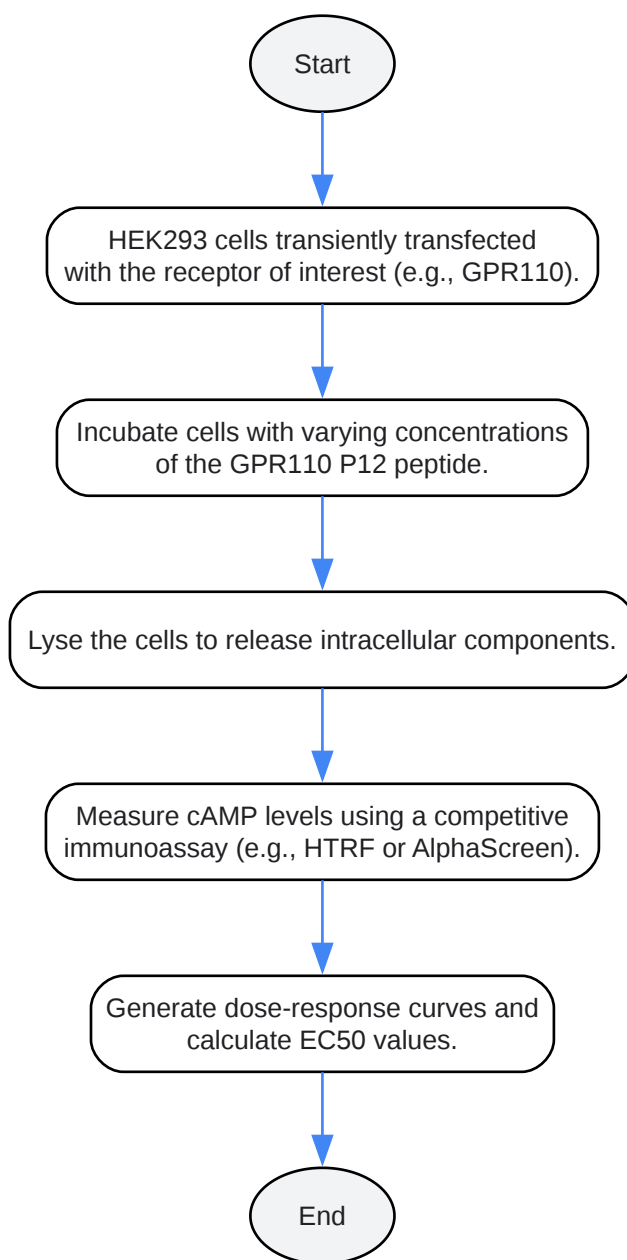 Start
HEK293 cells transiently transfected
with the receptor of interest (e.g., GPR110).
Incubate cells with varying concentrations
of the GPR110 P12 peptide.
Lyse the cells to release intracellular components.
Measure cAMP levels using a competitive
immunoassay (e.g., HTRF or AlphaScreen).
Generate dose-response curves and
calculate EC50 values.
End